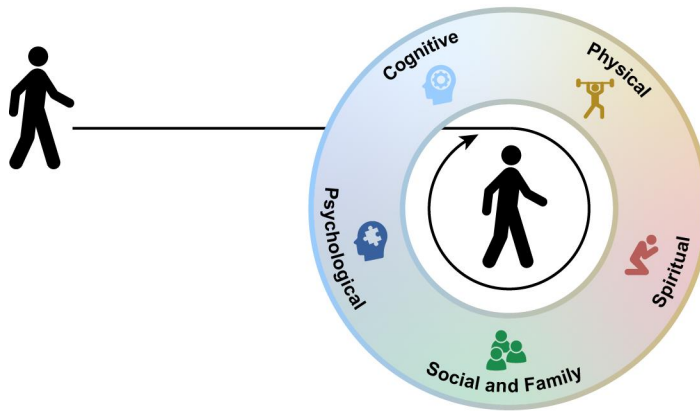 Cognitive
Physical
Psychological
Spiritual
Social and Family